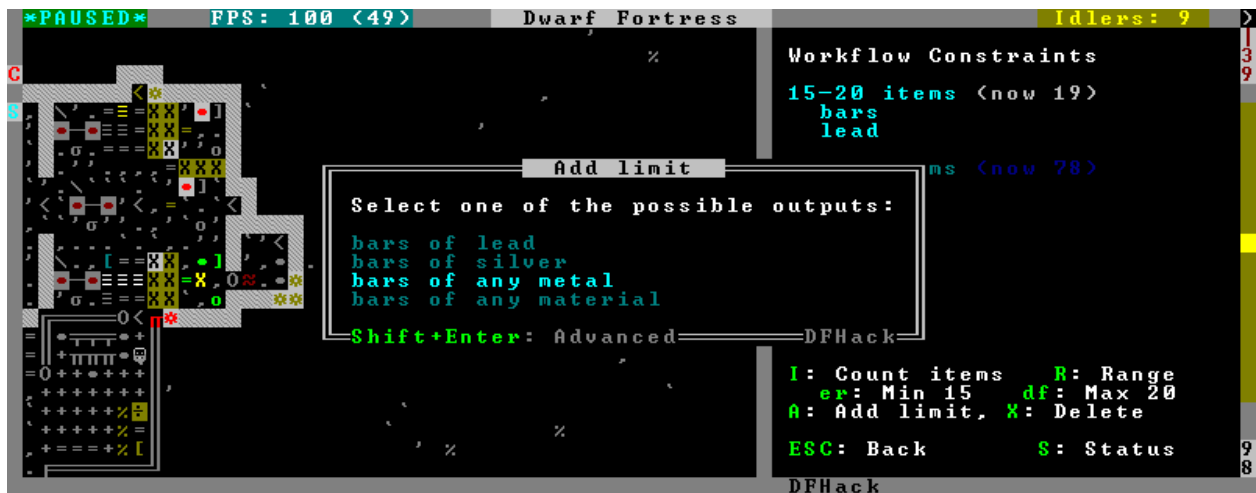 *PAUSED* FPS: 100 (49) Dwarf Fortress Idlers: 9
Workflow Constraints
15-20 items (now 19)
bars
lead
Add limit
ms (now 78)
Select one of the possible outputs:
bars of lead
bars of silver
bars of any metal
bars of any material
Shift+Enter: Advanced DFHack
I: Count items R: Range
er: Min 15 df: Max 20
A: Add limit, X: Delete
ESC: Back S: Status
DFHack